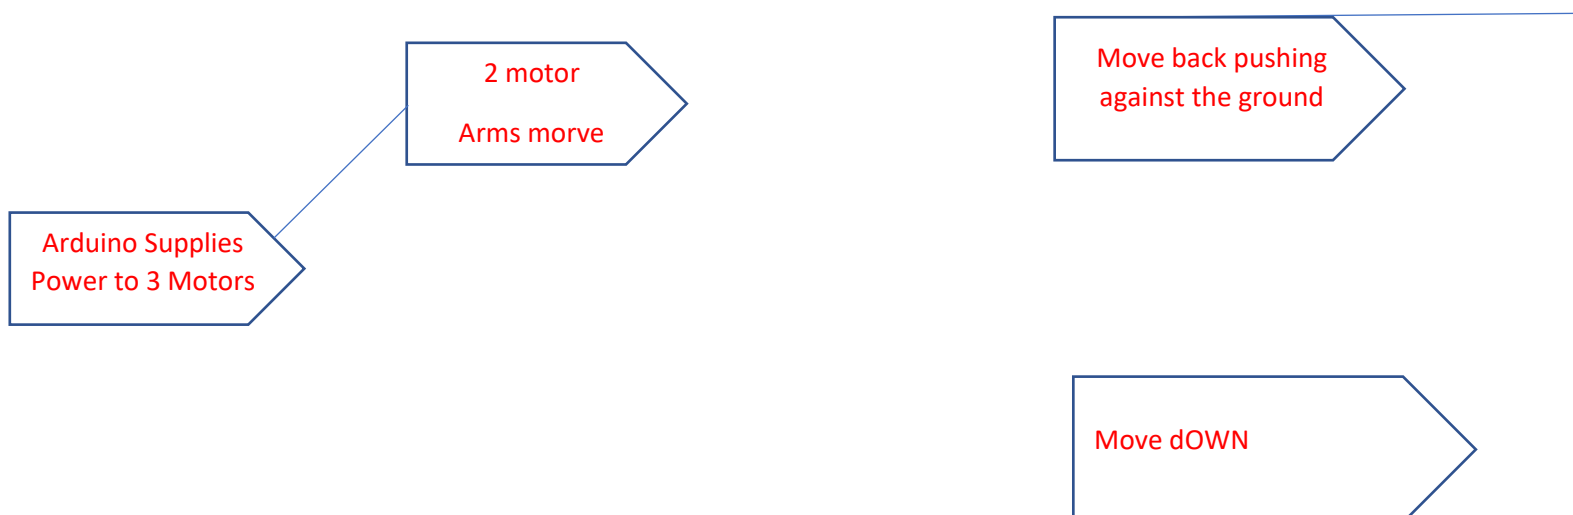 2 motor
Arms morve
Move back pushing
against the ground
Arduino Supplies
Power to 3 Motors
Move dOWN